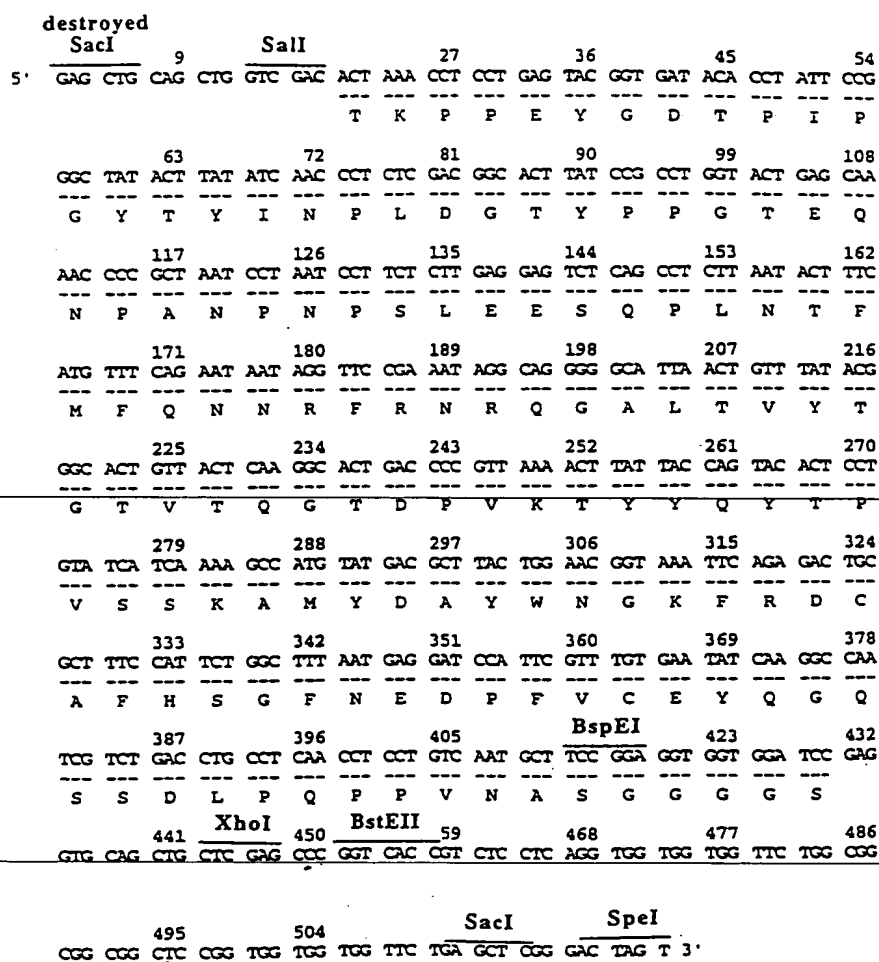 destroyed
SacI SalI
9 27 36 45 54
5' GAG CTG CAG CTG GTC GAC ACT AAA CCT CCT GAG TAC GGT GAT ACA CCT ATT CCG
--- --- --- --- --- --- --- --- --- --- --- ---
T K P P E Y G D T P I P
63 72 81 90 99 108
GGC TAT ACT TAT ATC AAC CCT CTC GAC GGC ACT TAT CCG CCT GGT ACT GAG CAA
--- --- --- --- --- --- --- --- --- --- --- --- --- --- --- --- --- ---
G Y T Y I N P L D G T Y P P G T E Q
117 126 135 144 153 162
AAC CCC GCT AAT CCT AAT CCT TCT CTT GAG GAG TCT CAG CCT CTT AAT ACT TTC
--- --- --- --- --- --- --- --- --- --- --- --- --- --- --- --- --- ---
N P A N P N P S L E E S Q P L N T F
171 180 189 198 207 216
ATG TTT CAG AAT AAT AGG TTC CGA AAT AGG CAG GGG GCA TTA ACT GTT TAT ACG
--- --- --- --- --- --- --- --- --- --- --- --- --- --- --- --- --- ---
M F Q N N R F R N R Q G A L T V Y T
225 234 243 252 261 270
GGC ACT GTT ACT CAA GGC ACT GAC CCC GTT AAA ACT TAT TAC CAG TAC ACT CCT
--- --- --- --- --- --- --- --- --- --- --- --- --- --- --- --- --- ---
G T V T Q G T D P V K T Y Y Q Y T P
279 288 297 306 315 324
GTA TCA TCA AAA GCC ATG TAT GAC GCT TAC TGG AAC GGT AAA TTC AGA GAC TGC
--- --- --- --- --- --- --- --- --- --- --- --- --- --- --- --- --- ---
V S S K A M Y D A Y W N G K F R D C
333 342 351 360 369 378
GCT TTC CAT TCT GGC TTT AAT GAG GAT CCA TTC GTT TGT GAA TAT CAA GGC CAA
--- --- --- --- --- --- --- --- --- --- --- --- --- --- --- --- --- ---
A F H S G F N E D P F V C E Y Q G Q
BspEI
387 396 405 423 432
TCG TCT GAC CTG CCT CAA CCT CCT GTC AAT GCT TCC GGA GGT GGT GGA TCC GAG
--- --- --- --- --- --- --- --- --- --- --- --- --- --- --- --- ---
S S D L P Q P P V N A S G G G G S
XhoI BstEII
441 450 59 468 477 486
GTG CAG CTG CTC GAG CCC GGT CAC CGT CTC CTC AGG TGG TGG TGG TTC TGG CGG
SacI SpeI
495 504
CGG CGG CTC CGG TGG TGG TGG TTC TGA GCT CGG GAC TAG T 3'